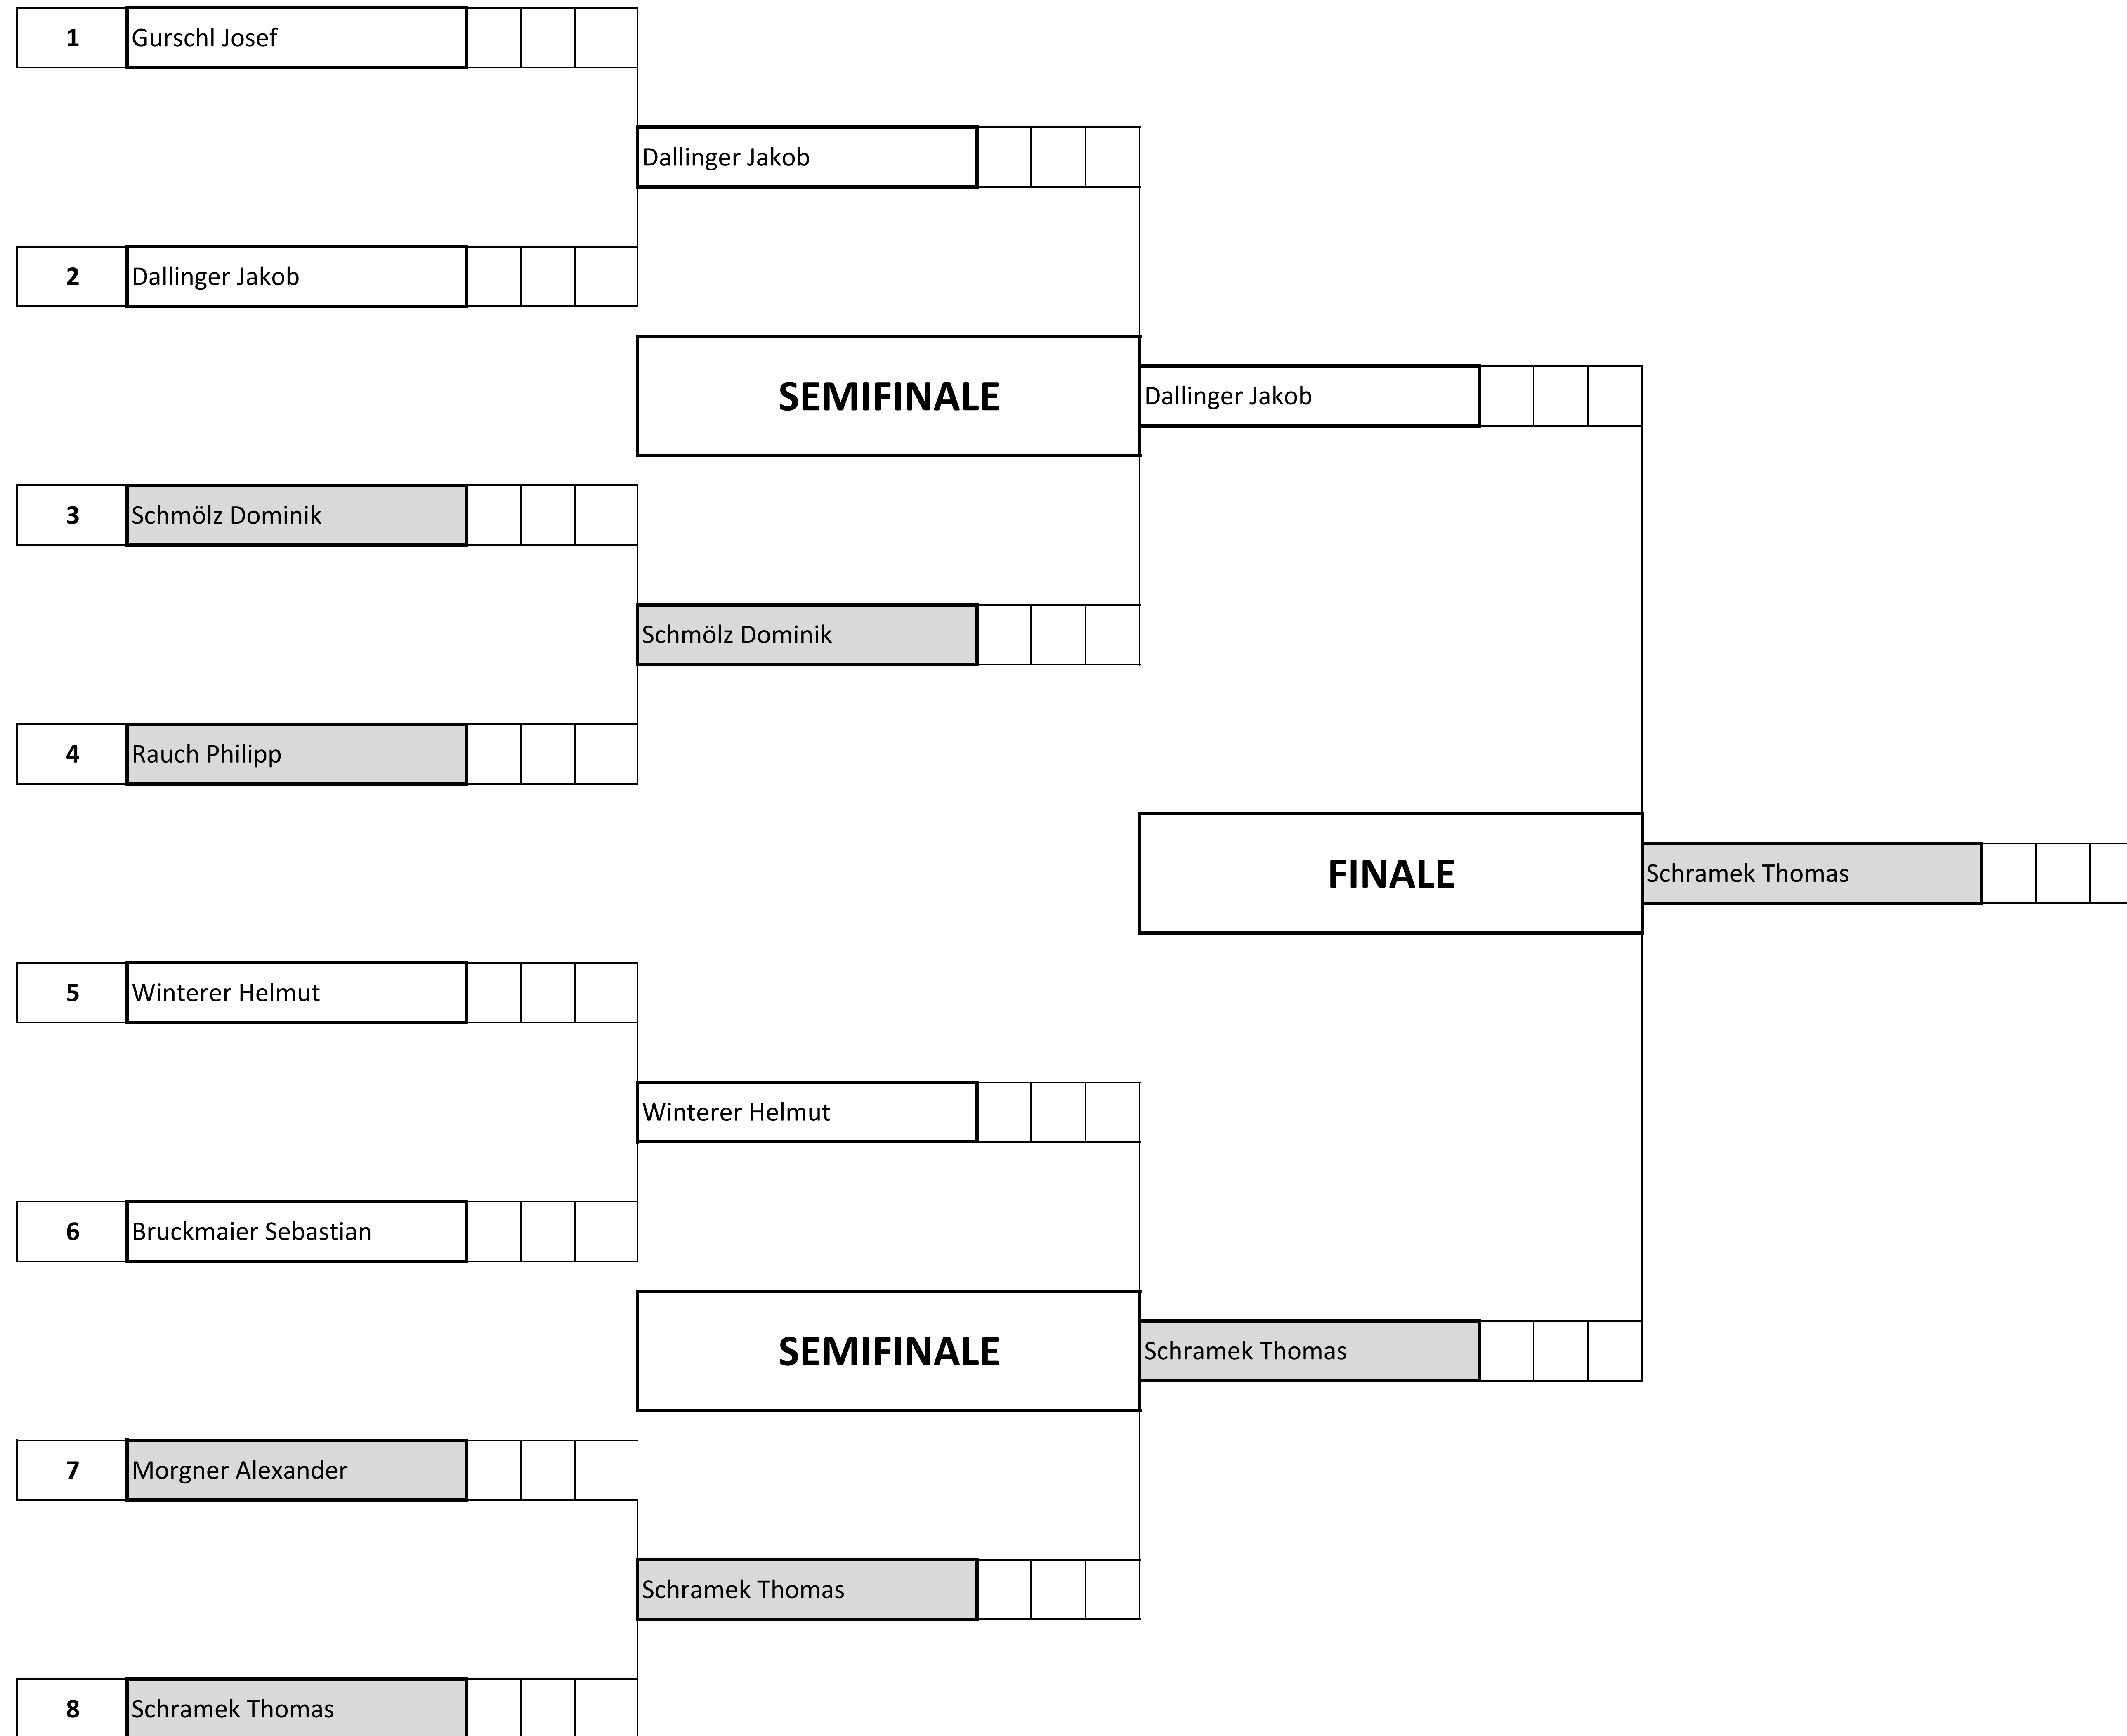 1 Gurschl Josef
Dallinger Jakob
2 Dallinger Jakob
SEMIFINALE Dallinger Jakob
3 Schmölz Dominik
Schmölz Dominik
4 Rauch Philipp
FINALE Schramek Thomas
5 Winterer Helmut
Winterer Helmut
6 Bruckmaier Sebastian
SEMIFINALE Schramek Thomas
7 Morgner Alexander
Schramek Thomas
8 Schramek Thomas